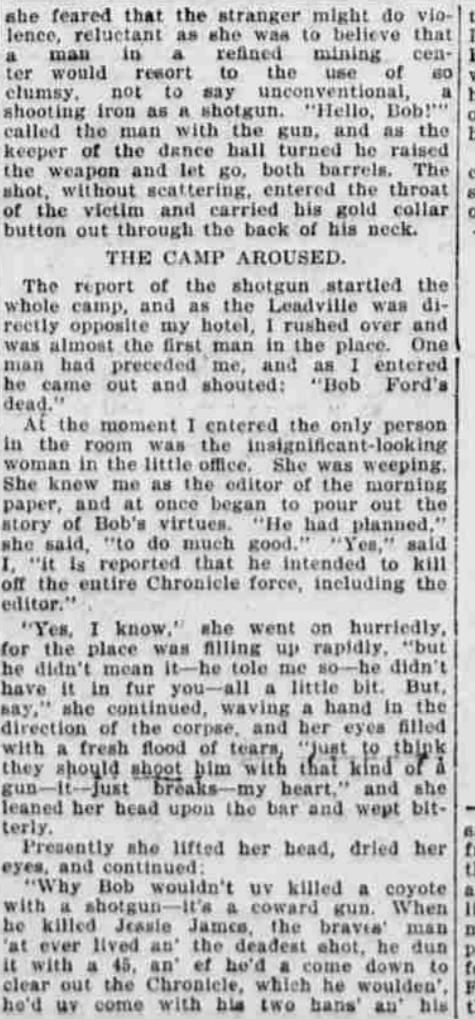 she feared that the stranger might do vio-
lence, reluctant as she was to believe that
a man in a refined mining cen-
ter would resort to the use of so
clumsy, not to say unconventional, a
shooting iron as a shotgun. "Hello, Bob!""
called the man with the gun, and as the
keeper of the dance hall turned he raised
the weapon and let go, both barrels. The
shot, without scattering, entered the throat
of the victim and carried his gold collar
button out through the back of his neck.
THE CAMP AROUSED.
The report of the shotgun startled the
whole camp, and as the Leadville was di-
rectly opposite my hotel, I rushed over and
was almost the first man in the place. One
man had preceded me, and as I entered
he came out and shouted: "Bob Ford's
dead."
At the moment I entered the only person
in the room was the insignificant-looking
woman in the little office. She was weeping.
She knew me as the editor of the morning
paper, and at once began to pour out the
story of Bob's virtues. "He had planned,"
she said, "to do much good." "Yes," said
I, "it is reported that he intended to kill
off the entire Chronicle force, including the
editor."
"Yes, I know," she went on hurriedly,
for the place was filling up rapidly, "but
he didn't mean it—he tole me so—he didn't
have it in fur you—all a little bit. But,
say," she continued, waving a hand in the
direction of the corpse, and her eyes filled
with a fresh flood of tears, "just to think
they should shoot him with that kind of a
gun—it—just breaks—my heart," and she
leaned her head upon the bar and wept bit-
terly.
Presently she lifted her head, dried her
eyes, and continued:
"Why Bob wouldn't uv killed a coyote
with a shotgun—it's a coward gun. When
he killed Jessie James, the braves' man
'at ever lived an' the deadest shot, he dun
it with a 45, an' ef he'd a come down to
clear out the Chronicle, which he woulden',
he'd uv come with his two hans' an' his